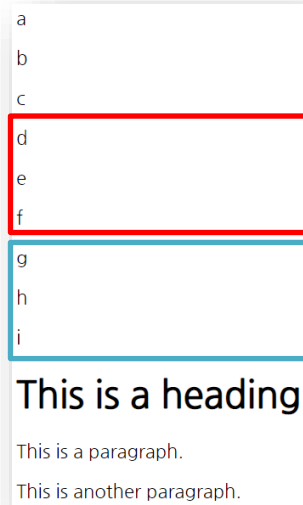 a
b
c
d
e
f
g
h
i
This is a heading
This is a paragraph.
This is another paragraph.